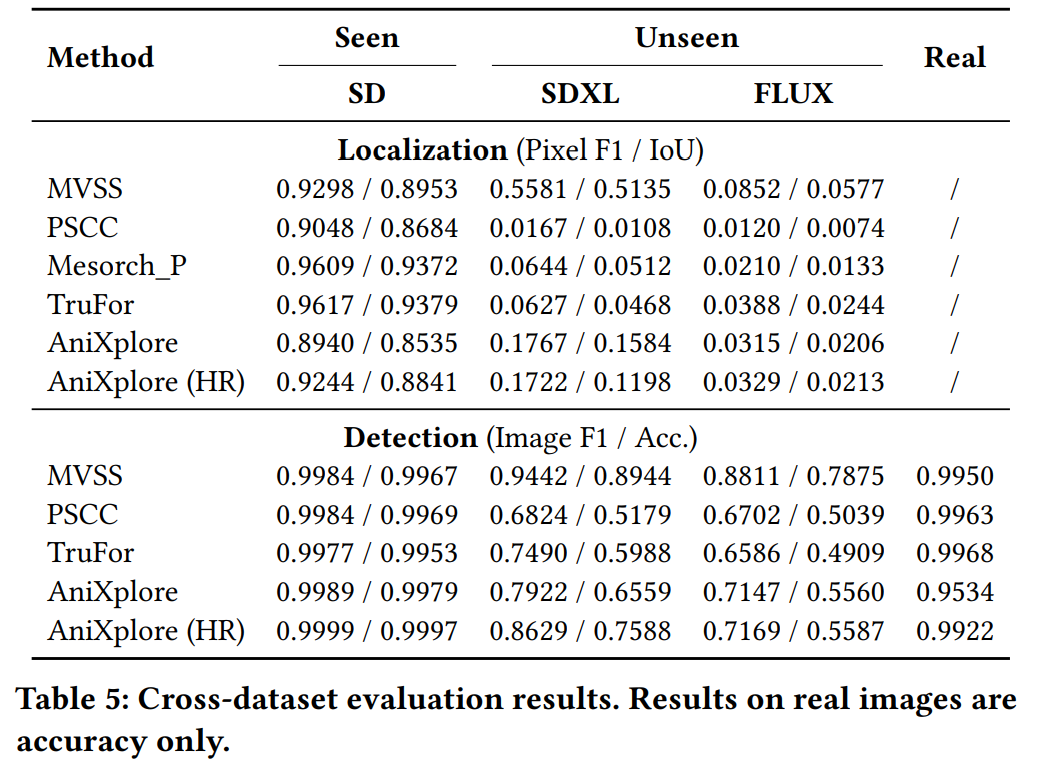 Method Seen Unseen Real
SD SDXL FLUX
Localization (Pixel F1 / IoU)
MVSS 0.9298 / 0.8953 0.5581 / 0.5135 0.0852 / 0.0577 /
PSCC 0.9048 / 0.8684 0.0167 / 0.0108 0.0120 / 0.0074 /
Mesorch_P 0.9609 / 0.9372 0.0644 / 0.0512 0.0210 / 0.0133 /
TruFor 0.9617 / 0.9379 0.0627 / 0.0468 0.0388 / 0.0244 /
AniXplore 0.8940 / 0.8535 0.1767 / 0.1584 0.0315 / 0.0206 /
AniXplore (HR) 0.9244 / 0.8841 0.1722 / 0.1198 0.0329 / 0.0213 /
Detection (Image F1 / Acc.)
MVSS 0.9984 / 0.9967 0.9442 / 0.8944 0.8811 / 0.7875 0.9950
PSCC 0.9984 / 0.9969 0.6824 / 0.5179 0.6702 / 0.5039 0.9963
TruFor 0.9977 / 0.9953 0.7490 / 0.5988 0.6586 / 0.4909 0.9968
AniXplore 0.9989 / 0.9979 0.7922 / 0.6559 0.7147 / 0.5560 0.9534
AniXplore (HR) 0.9999 / 0.9997 0.8629 / 0.7588 0.7169 / 0.5587 0.9922
Table 5: Cross-dataset evaluation results. Results on real images are
accuracy only.